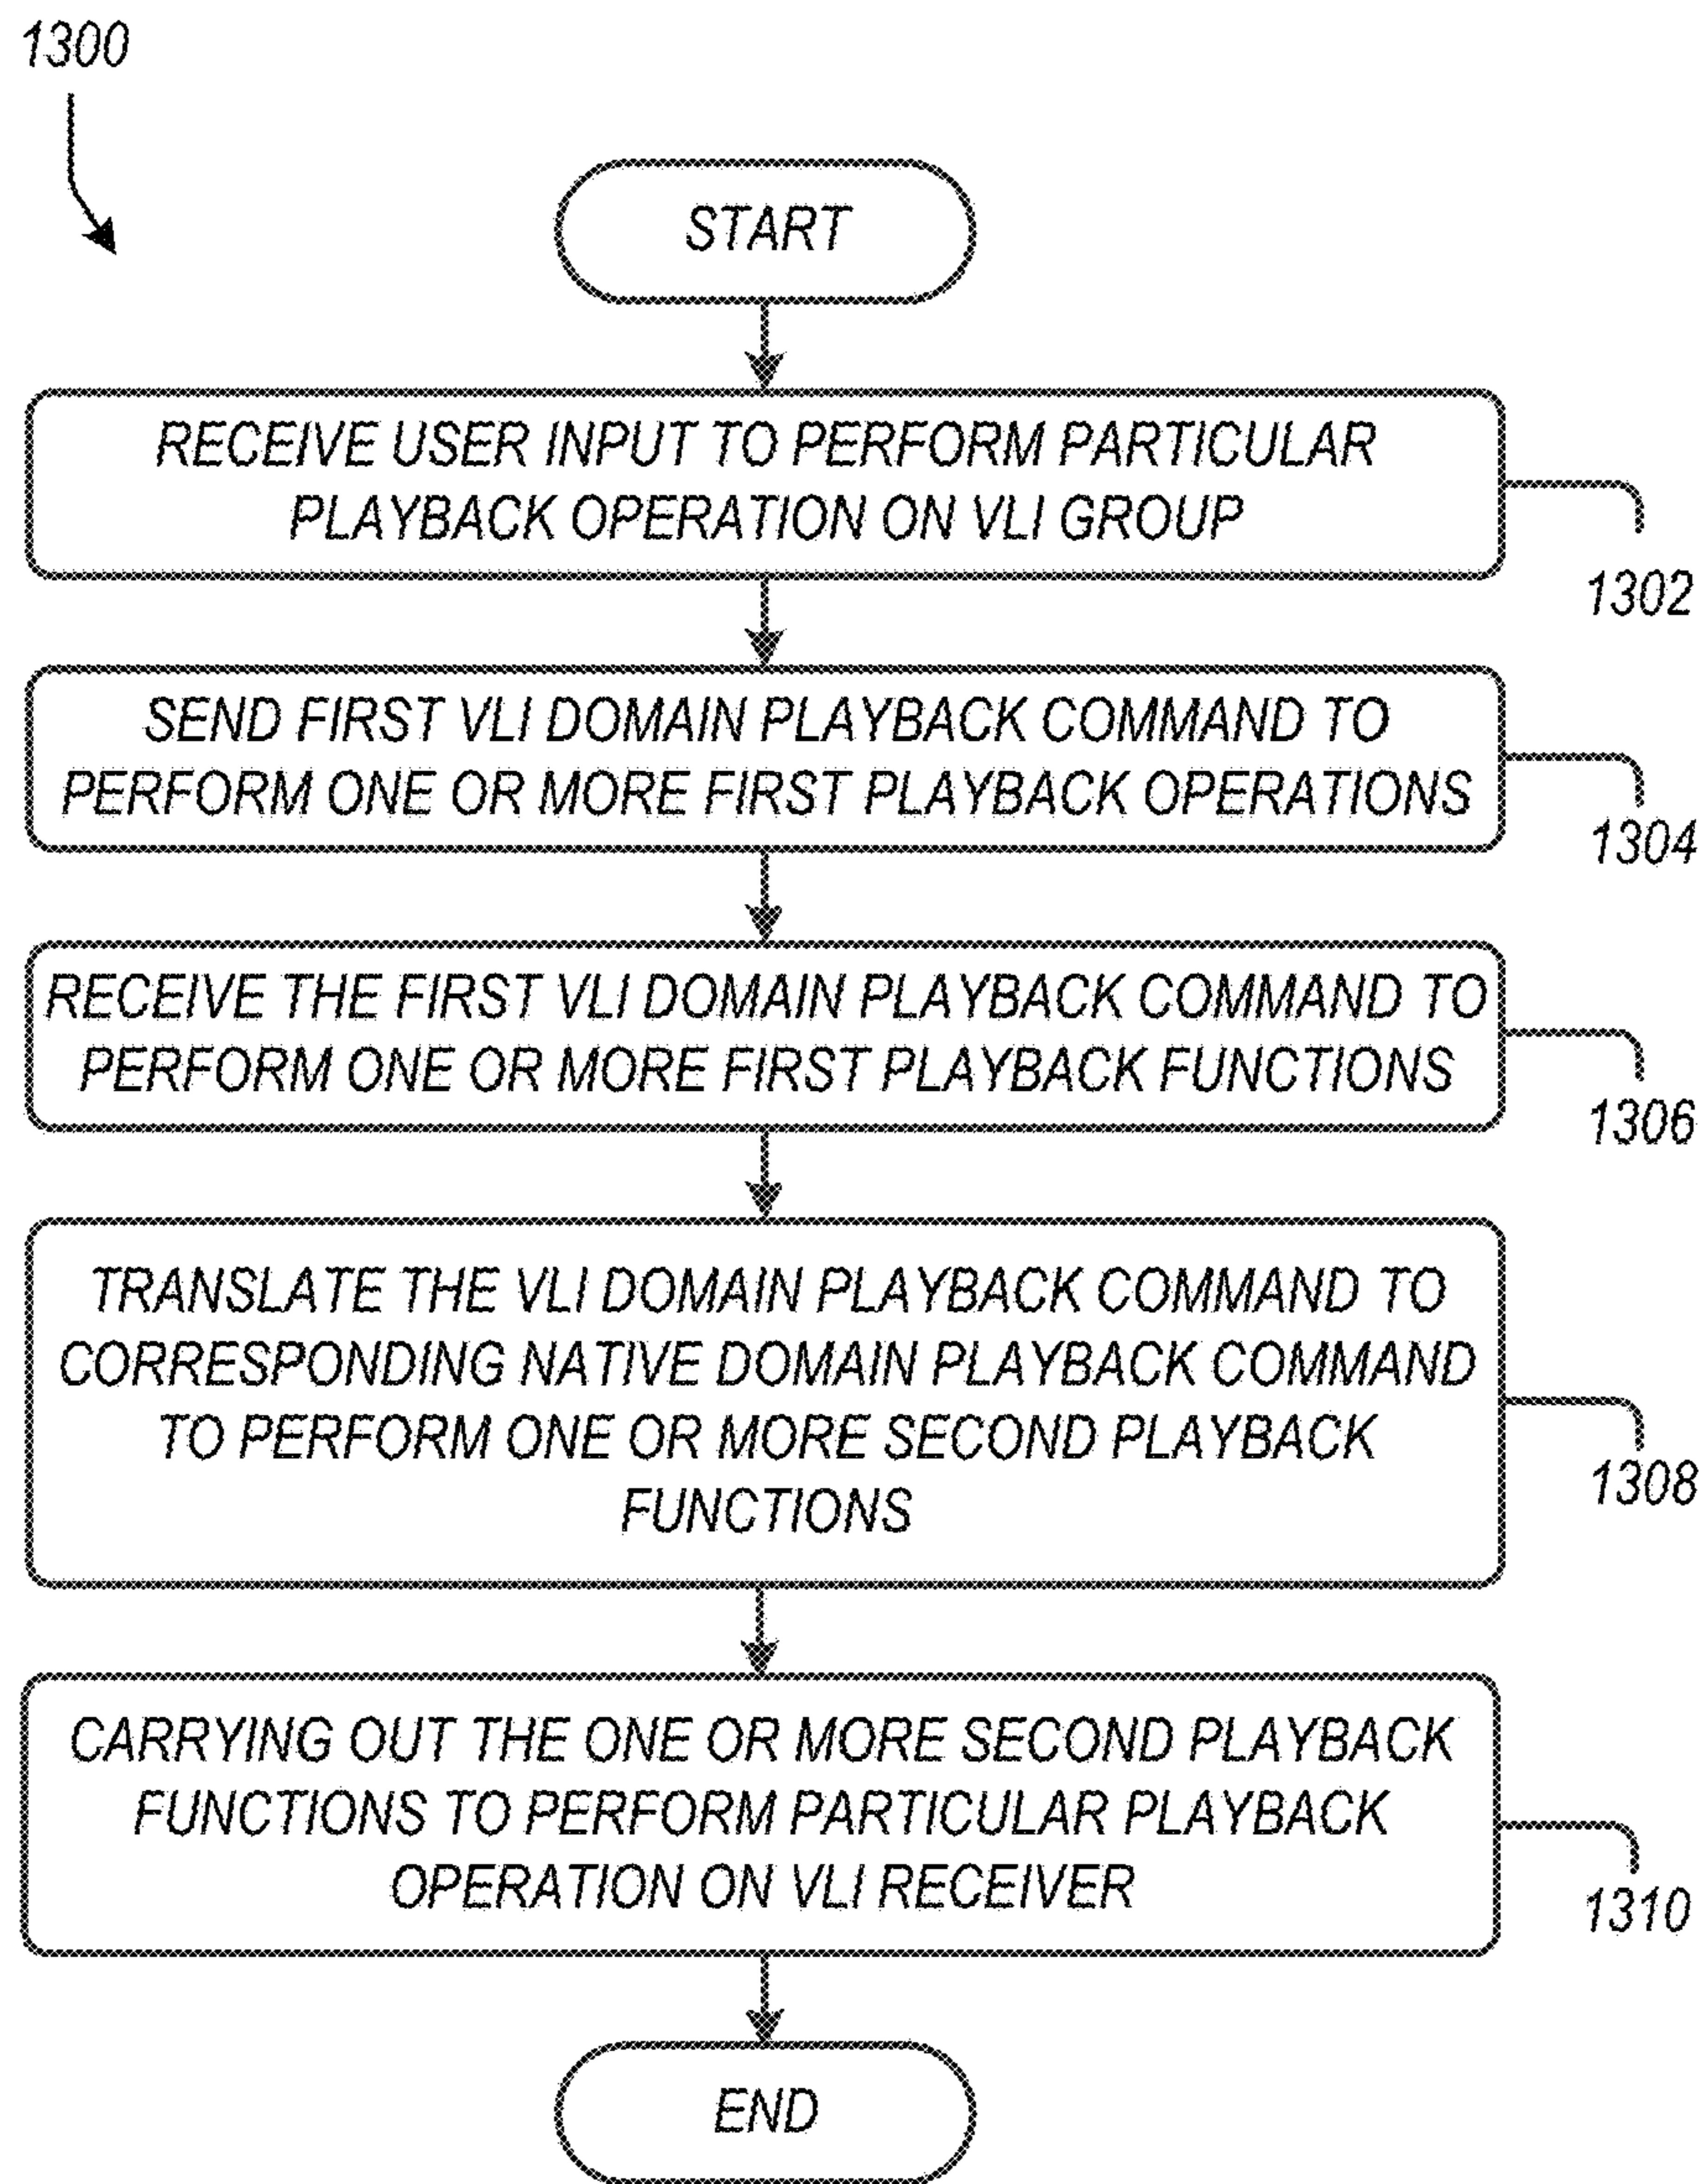 1300
START
RECEIVE USER INPUT TO PERFORM PARTICULAR
PLAYBACK OPERATION ON VLI GROUP
1302
SEND FIRST VLI DOMAIN PLAYBACK COMMAND TO
PERFORM ONE OR MORE FIRST PLAYBACK OPERATIONS
1304
RECEIVE THE FIRST VLI DOMAIN PLAYBACK COMMAND TO
PERFORM ONE OR MORE FIRST PLAYBACK FUNCTIONS
1306
TRANSLATE THE VLI DOMAIN PLAYBACK COMMAND TO
CORRESPONDING NATIVE DOMAIN PLAYBACK COMMAND
TO PERFORM ONE OR MORE SECOND PLAYBACK
FUNCTIONS
1308
CARRYING OUT THE ONE OR MORE SECOND PLAYBACK
FUNCTIONS TO PERFORM PARTICULAR PLAYBACK
OPERATION ON VLI RECEIVER
1310
END